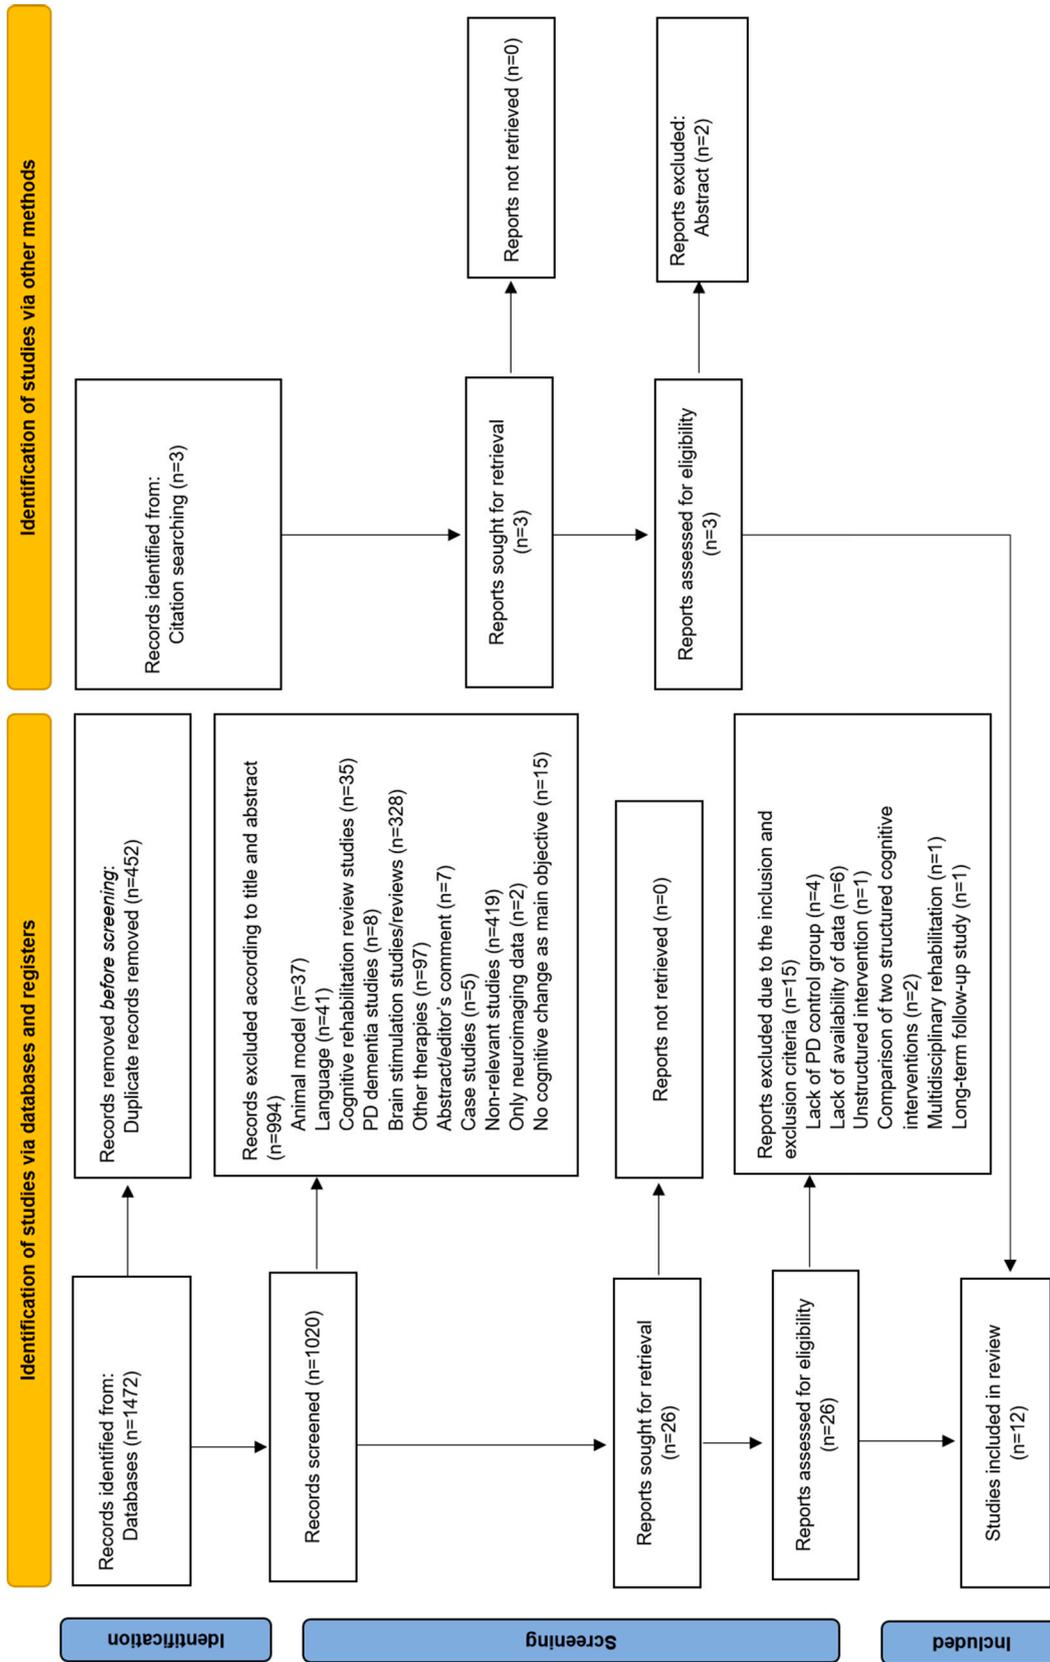 Identification of studies via databases and registers
Identification of studies via other methods
Identification
Records identified from:
Databases (n=1472)
Records removed before screening:
Duplicate records removed (n=452)
Records identified from:
Citation searching (n=3)
Screening
Records screened (n=1020)
Records excluded according to title and abstract
(n=994)
Animal model (n=37)
Language (n=41)
Cognitive rehabilitation review studies (n=35)
PD dementia studies (n=8)
Brain stimulation studies/reviews (n=328)
Other therapies (n=97)
Abstract/editor's comment (n=7)
Case studies (n=5)
Non-relevant studies (n=419)
Only neuroimaging data (n=2)
No cognitive change as main objective (n=15)
Reports sought for retrieval
(n=26)
Reports not retrieved (n=0)
Reports sought for retrieval
(n=3)
Reports not retrieved (n=0)
Reports assessed for eligibility
(n=26)
Reports excluded due to the inclusion and
exclusion criteria (n=15)
Lack of PD control group (n=4)
Lack of availability of data (n=6)
Unstructured intervention (n=1)
Comparison of two structured cognitive
interventions (n=2)
Multidisciplinary rehabilitation (n=1)
Long-term follow-up study (n=1)
Reports assessed for eligibility
(n=3)
Reports excluded:
Abstract (n=2)
Included
Studies included in review
(n=12)